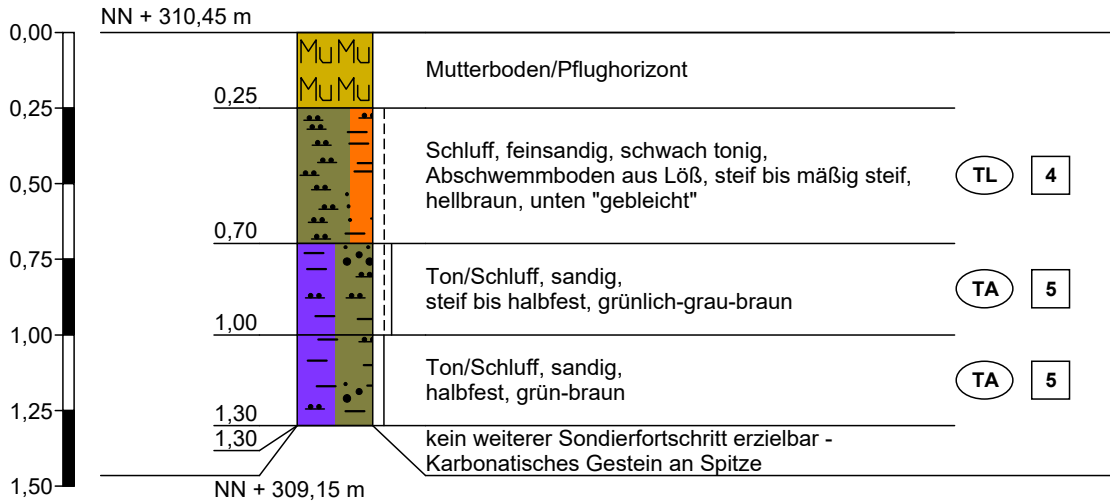 NN + 310,45 m
0,00
Mu Mu
Mutterboden/Pflughorizont
Mu Mu
0,25
0,25
Schluff, feinsandig, schwach tonig,
Abschwemmboden aus Löß, steif bis mäßig steif,
hellbraun, unten "gebleicht"
TL 4
0,50
0,70
0,75
Ton/Schluff, sandig,
steif bis halbfest, grünlich-grau-braun
TA 5
1,00
1,00
Ton/Schluff, sandig,
halbfest, grün-braun
TA 5
1,25
1,30
1,30
kein weiterer Sondierfortschritt erzielbar -
Karbonatisches Gestein an Spitze
1,50
NN + 309,15 m